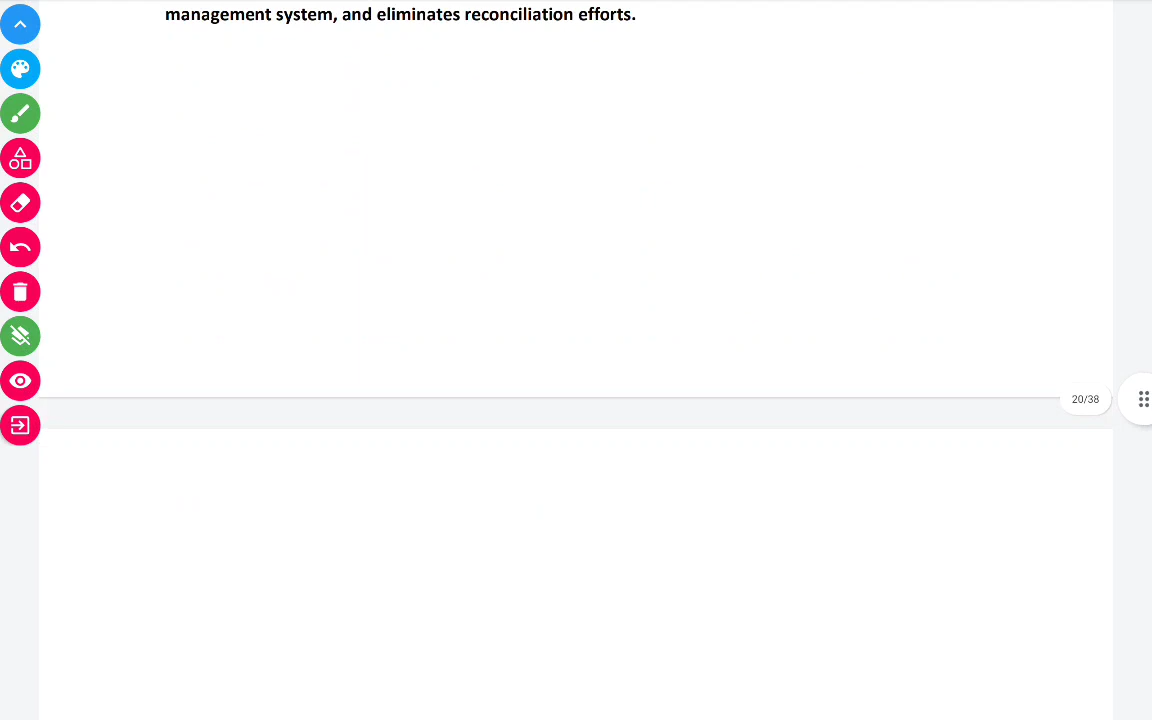 management system, and eliminates reconciliation efforts.
20/38